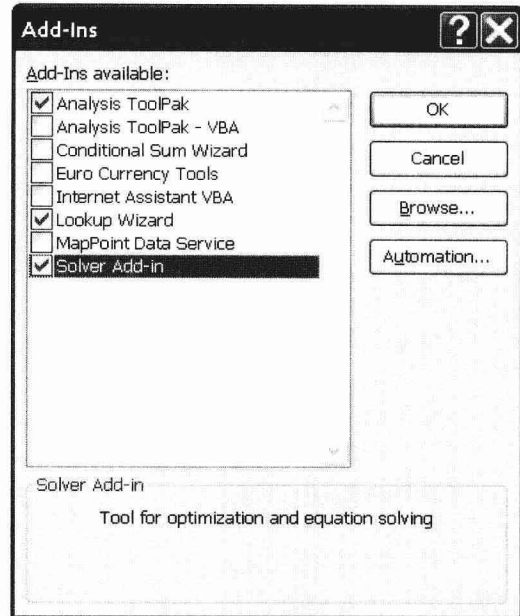 Add-Ins
Add-Ins available:
Analysis ToolPak
Analysis ToolPak - VBA
Conditional Sum Wizard
Euro Currency Tools
Internet Assistant VBA
Lookup Wizard
MapPoint Data Service
Solver Add-in
OK
Cancel
Browse...
Automation...
Solver Add-in
Tool for optimization and equation solving